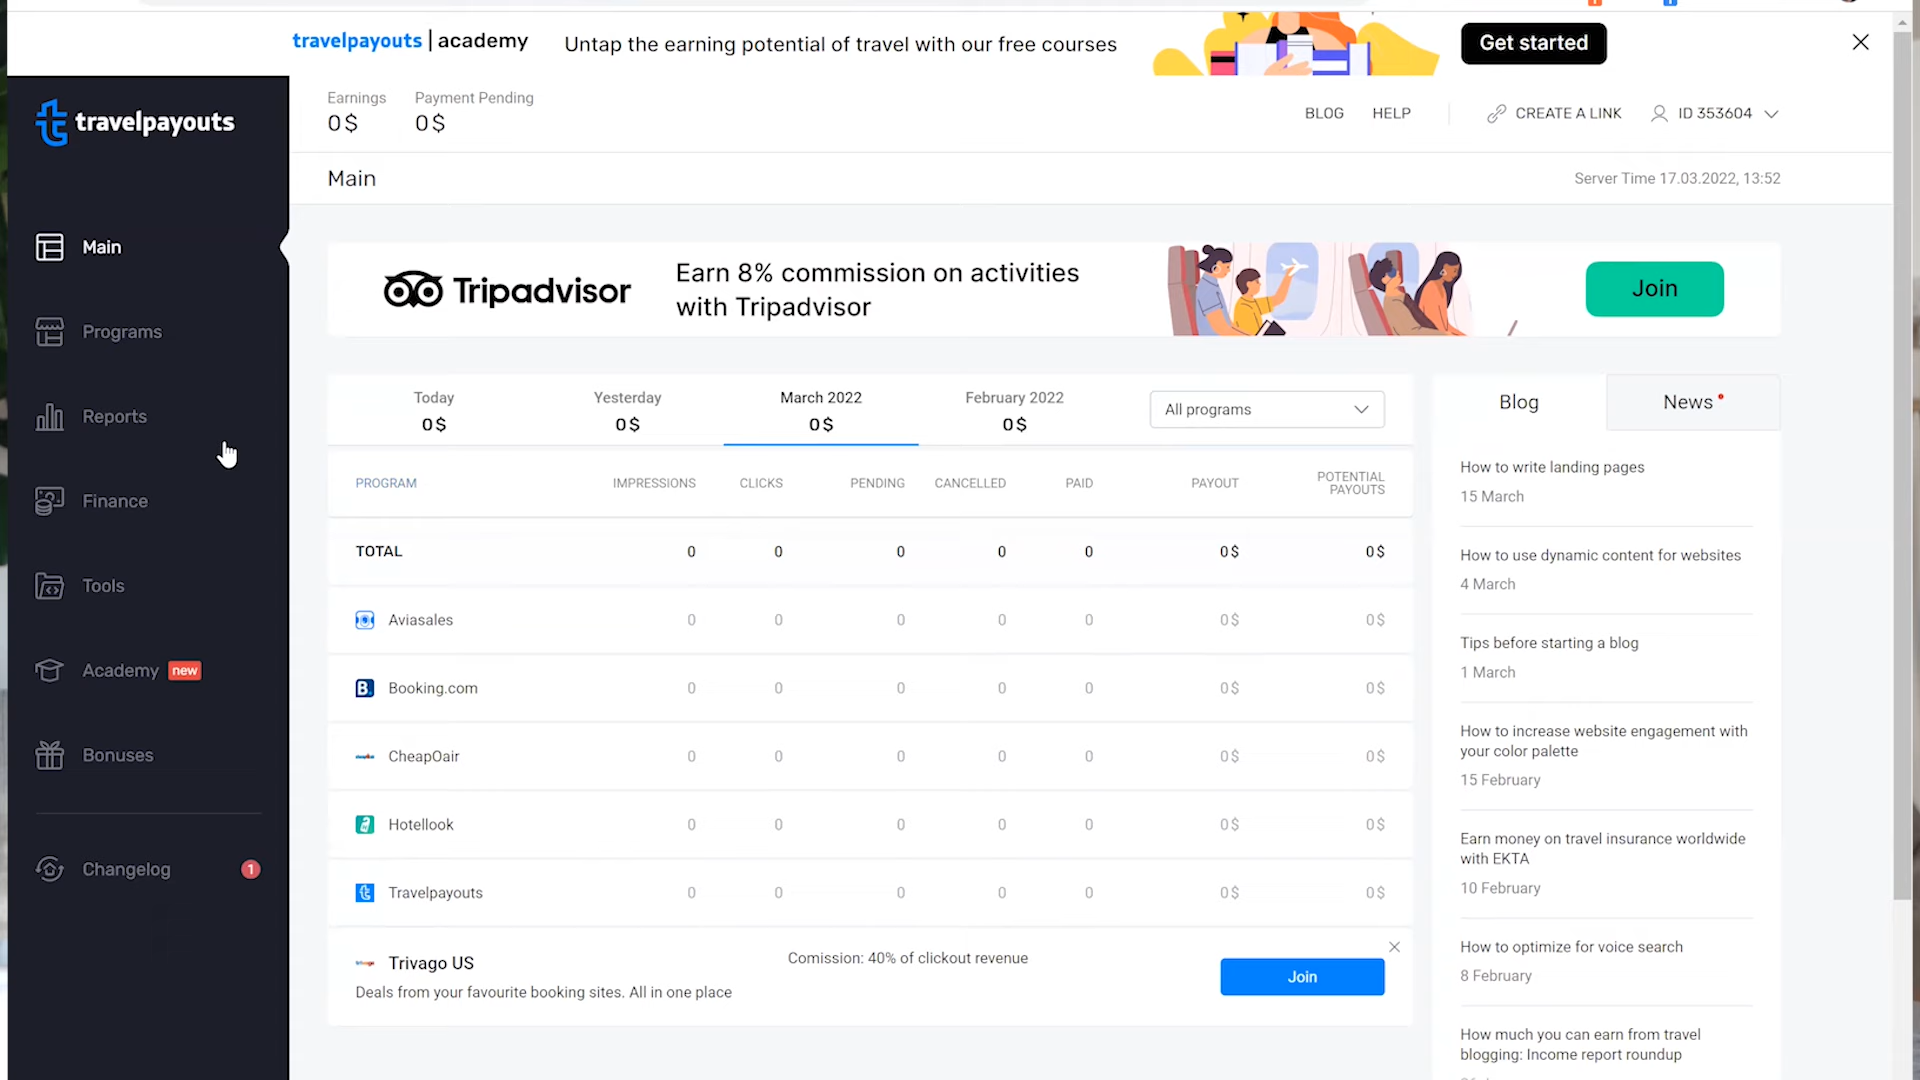 travelpayouts | academy
Untap the earning potential of travel with our free courses
Get started
travelpayouts
Earnings
0 $
Payment Pending
0 $
BLOG
HELP
CREATE A LINK
ID 353604
Main
Server Time 17.03.2022, 13:52
Main
Programs
Reports
Finance
Tools
Academy new
Bonuses
Changelog 1
Tripadvisor
Earn 8% commission on activities
with Tripadvisor
Join
Today
0 $
Yesterday
0 $
March 2022
0 $
February 2022
0 $
All programs
PROGRAM IMPRESSIONS CLICKS PENDING CANCELLED PAID PAYOUT POTENTIAL
PAYOUTS
TOTAL 0 0 0 0 0 0 $ 0 $
Aviasales 0 0 0 0 0 0 $ 0 $
Booking.com 0 0 0 0 0 0 $ 0 $
CheapOair 0 0 0 0 0 0 $ 0 $
Hotellook 0 0 0 0 0 0 $ 0 $
Travelpayouts 0 0 0 0 0 0 $ 0 $
Trivago US
Deals from your favourite booking sites. All in one place
Comission: 40% of clickout revenue
Join
Blog
News
How to write landing pages
15 March
How to use dynamic content for websites
4 March
Tips before starting a blog
1 March
How to increase website engagement with
your color palette
15 February
Earn money on travel insurance worldwide
with EKTA
10 February
How to optimize for voice search
8 February
How much you can earn from travel
blogging: Income report roundup